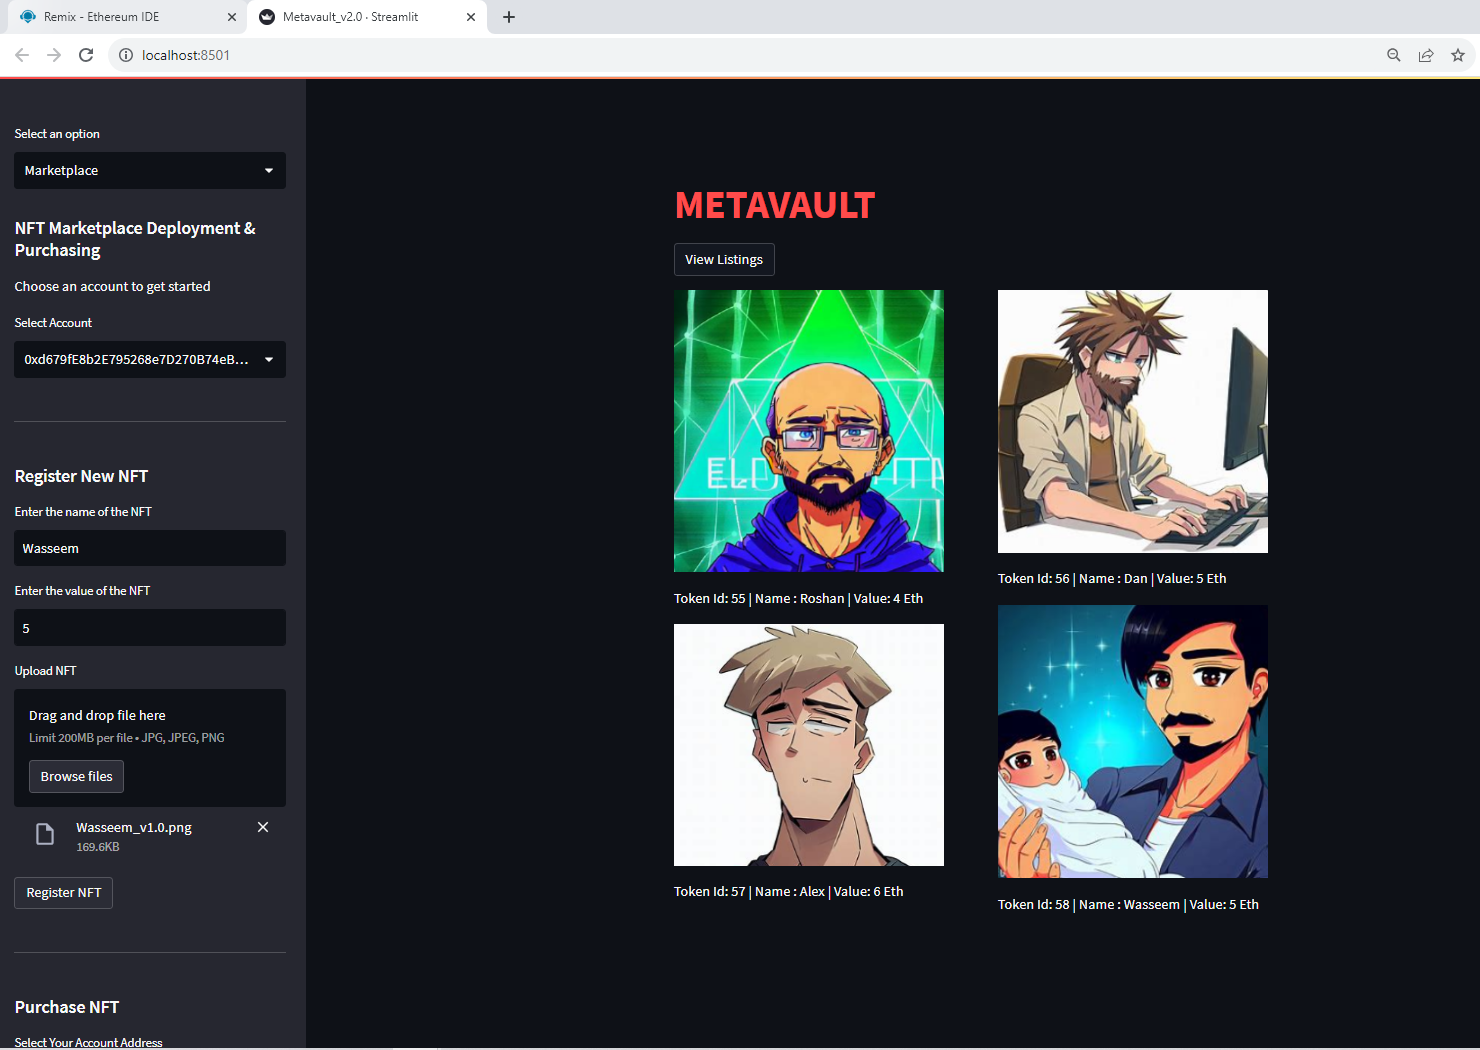 Remix - Ethereum IDE
Metavault_v2.0 · Streamlit
localhost:8501
Select an option
Marketplace
NFT Marketplace Deployment &
Purchasing
Choose an account to get started
Select Account
0xd679fE8b2E795268e7D270B74eB...
Register New NFT
Enter the name of the NFT
Wasseem
Enter the value of the NFT
5
Upload NFT
Drag and drop file here
Limit 200MB per file • JPG, JPEG, PNG
Browse files
Wasseem_v1.0.png
169.6KB
Register NFT
Purchase NFT
Select Your Account Address
METAVAULT
View Listings
Token Id: 55 | Name : Roshan | Value: 4 Eth
Token Id: 56 | Name : Dan | Value: 5 Eth
Token Id: 57 | Name : Alex | Value: 6 Eth
Token Id: 58 | Name : Wasseem | Value: 5 Eth